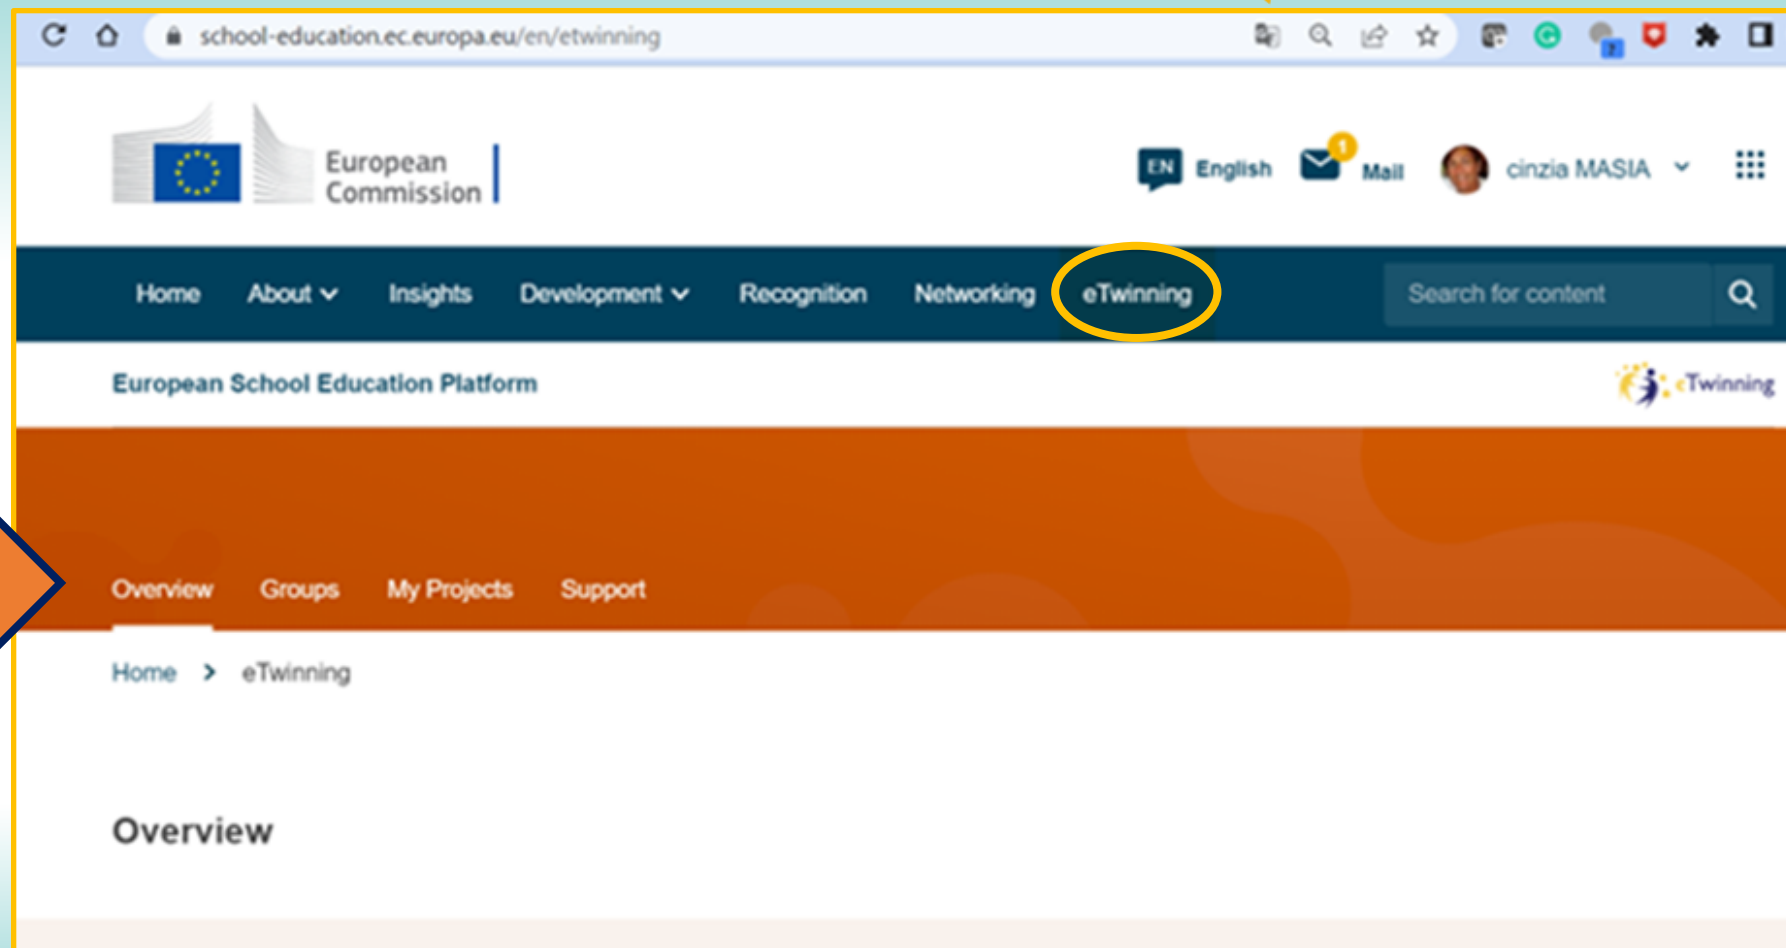 school-education.ec.europa.eu/en/etwinning
European
Commission
EN English 1 Mail cinzia MASIA
Home About Insights Development Recognition Networking eTwinning Search for content
European School Education Platform
eTwinning
Overview Groups My Projects Support
Home > eTwinning
Overview